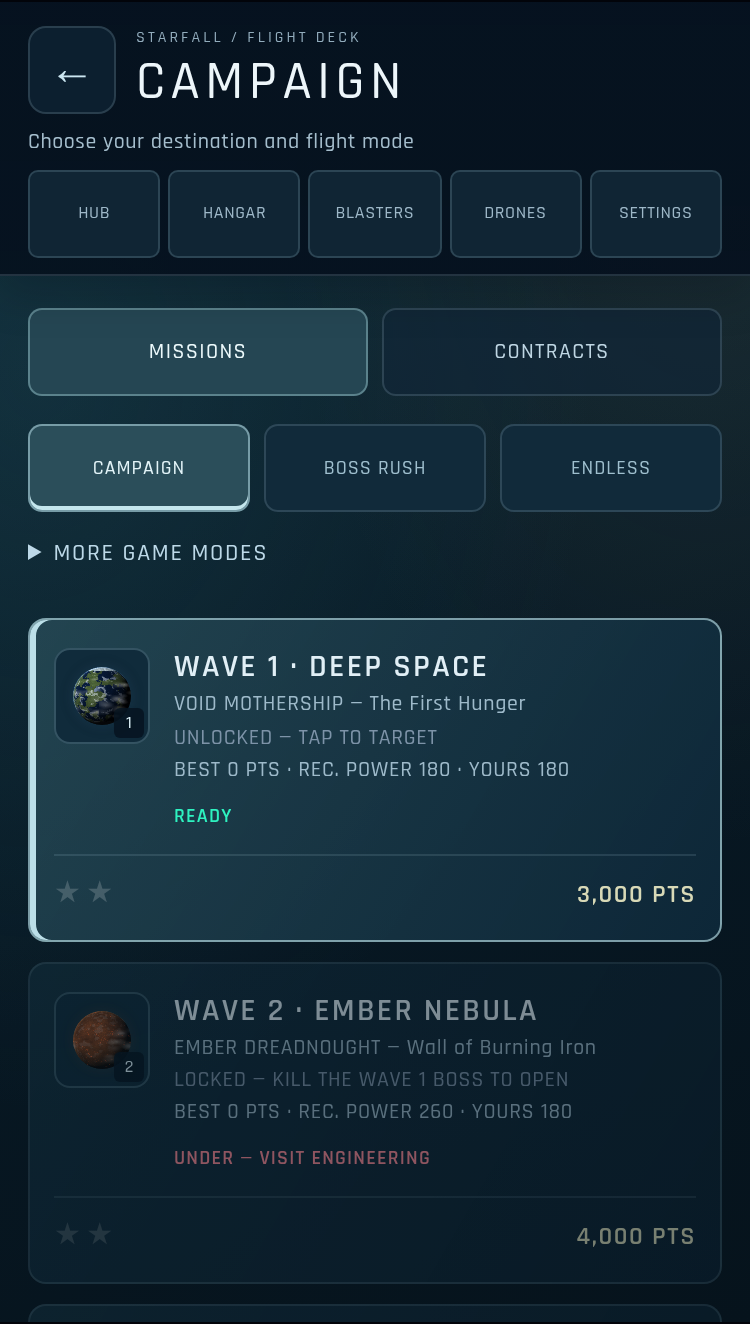 STARFALL / FLIGHT DECK
←
CAMPAIGN
Choose your destination and flight mode
HUB
HANGAR
BLASTERS
DRONES
SETTINGS
MISSIONS
CONTRACTS
CAMPAIGN
BOSS RUSH
ENDLESS
▶ MORE GAME MODES
WAVE 1 · DEEP SPACE
VOID MOTHERSHIP — The First Hunger
UNLOCKED — TAP TO TARGET
BEST 0 PTS · REC. POWER 180 · YOURS 180
READY
1
★ ★
3,000 PTS
WAVE 2 · EMBER NEBULA
EMBER DREADNOUGHT — Wall of Burning Iron
LOCKED — KILL THE WAVE 1 BOSS TO OPEN
BEST 0 PTS · REC. POWER 260 · YOURS 180
UNDER — VISIT ENGINEERING
2
★ ★
4,000 PTS